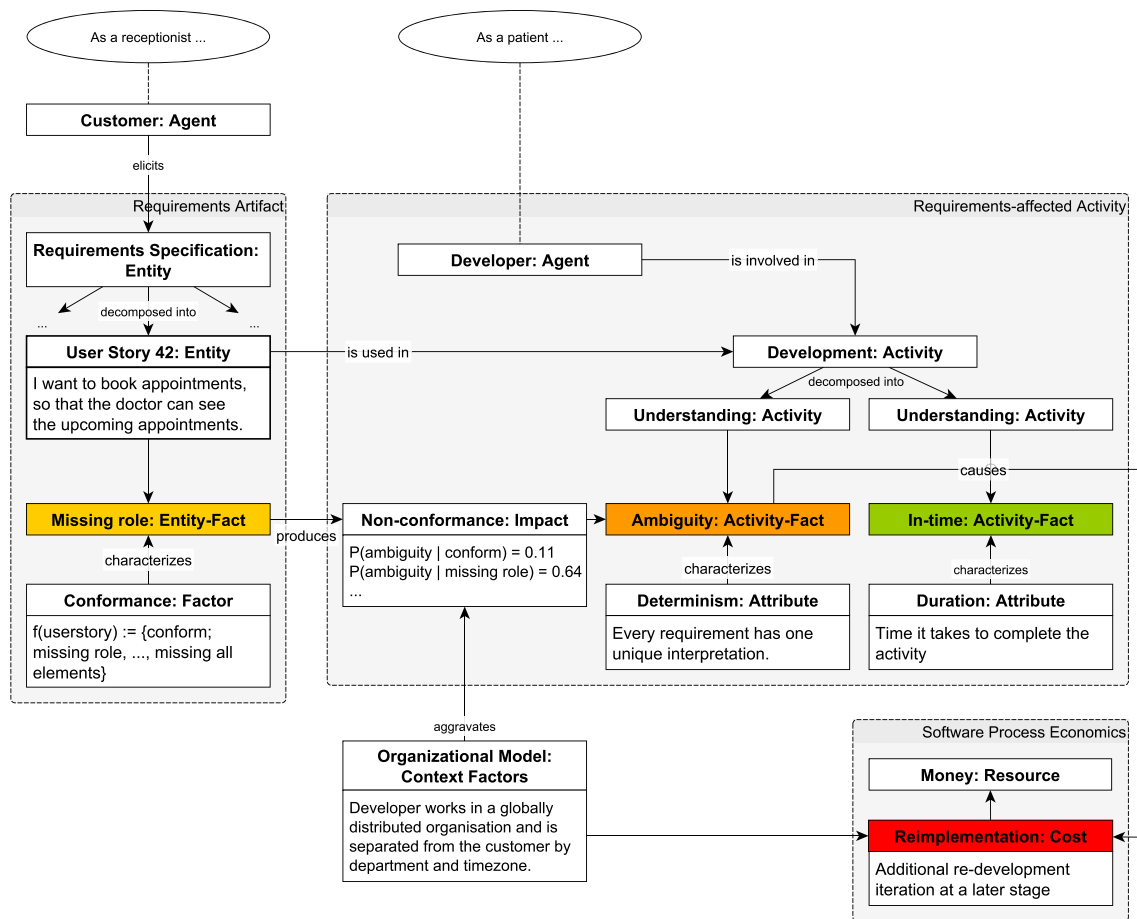 As a receptionist ...
As a patient ...
Customer: Agent
elicits
Requirements Artifact
Requirements-affected Activity
Requirements Specification:
Entity
Developer: Agent
is involved in
decomposed into
...
...
User Story 42: Entity
I want to book appointments,
so that the doctor can see
the upcoming appointments.
is used in
Development: Activity
decomposed into
Understanding: Activity
Understanding: Activity
causes
Missing role: Entity-Fact
produces
Non-conformance: Impact
P(ambiguity | conform) = 0.11
P(ambiguity | missing role) = 0.64
...
Ambiguity: Activity-Fact
In-time: Activity-Fact
characterizes
characterizes
characterizes
Conformance: Factor
f(userstory) := {conform;
missing role, ..., missing all
elements}
Determinism: Attribute
Every requirement has one
unique interpretation.
Duration: Attribute
Time it takes to complete the
activity
aggravates
Organizational Model:
Context Factors
Developer works in a globally
distributed organisation and is
separated from the customer by
department and timezone.
Software Process Economics
Money: Resource
Reimplementation: Cost
Additional re-development
iteration at a later stage